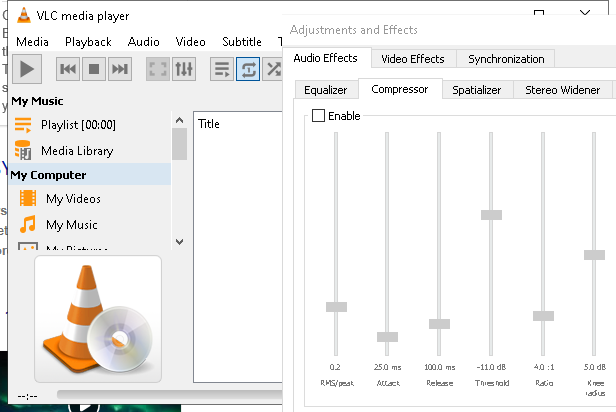 VLC media player
Media Playback Audio Video Subtitle
My Music
Playlist [00:00]
Media Library
My Computer
My Videos
My Music
My Pictures
Title
--:--
Adjustments and Effects
Audio Effects Video Effects Synchronization
Equalizer Compressor Spatializer Stereo Widener
Enable
0.2 25.0 ms 100.0 ms -11.0 dB 4.0 :1 5.0 dB
RMS/peak Attack Release Threshold Ratio Knee
radius